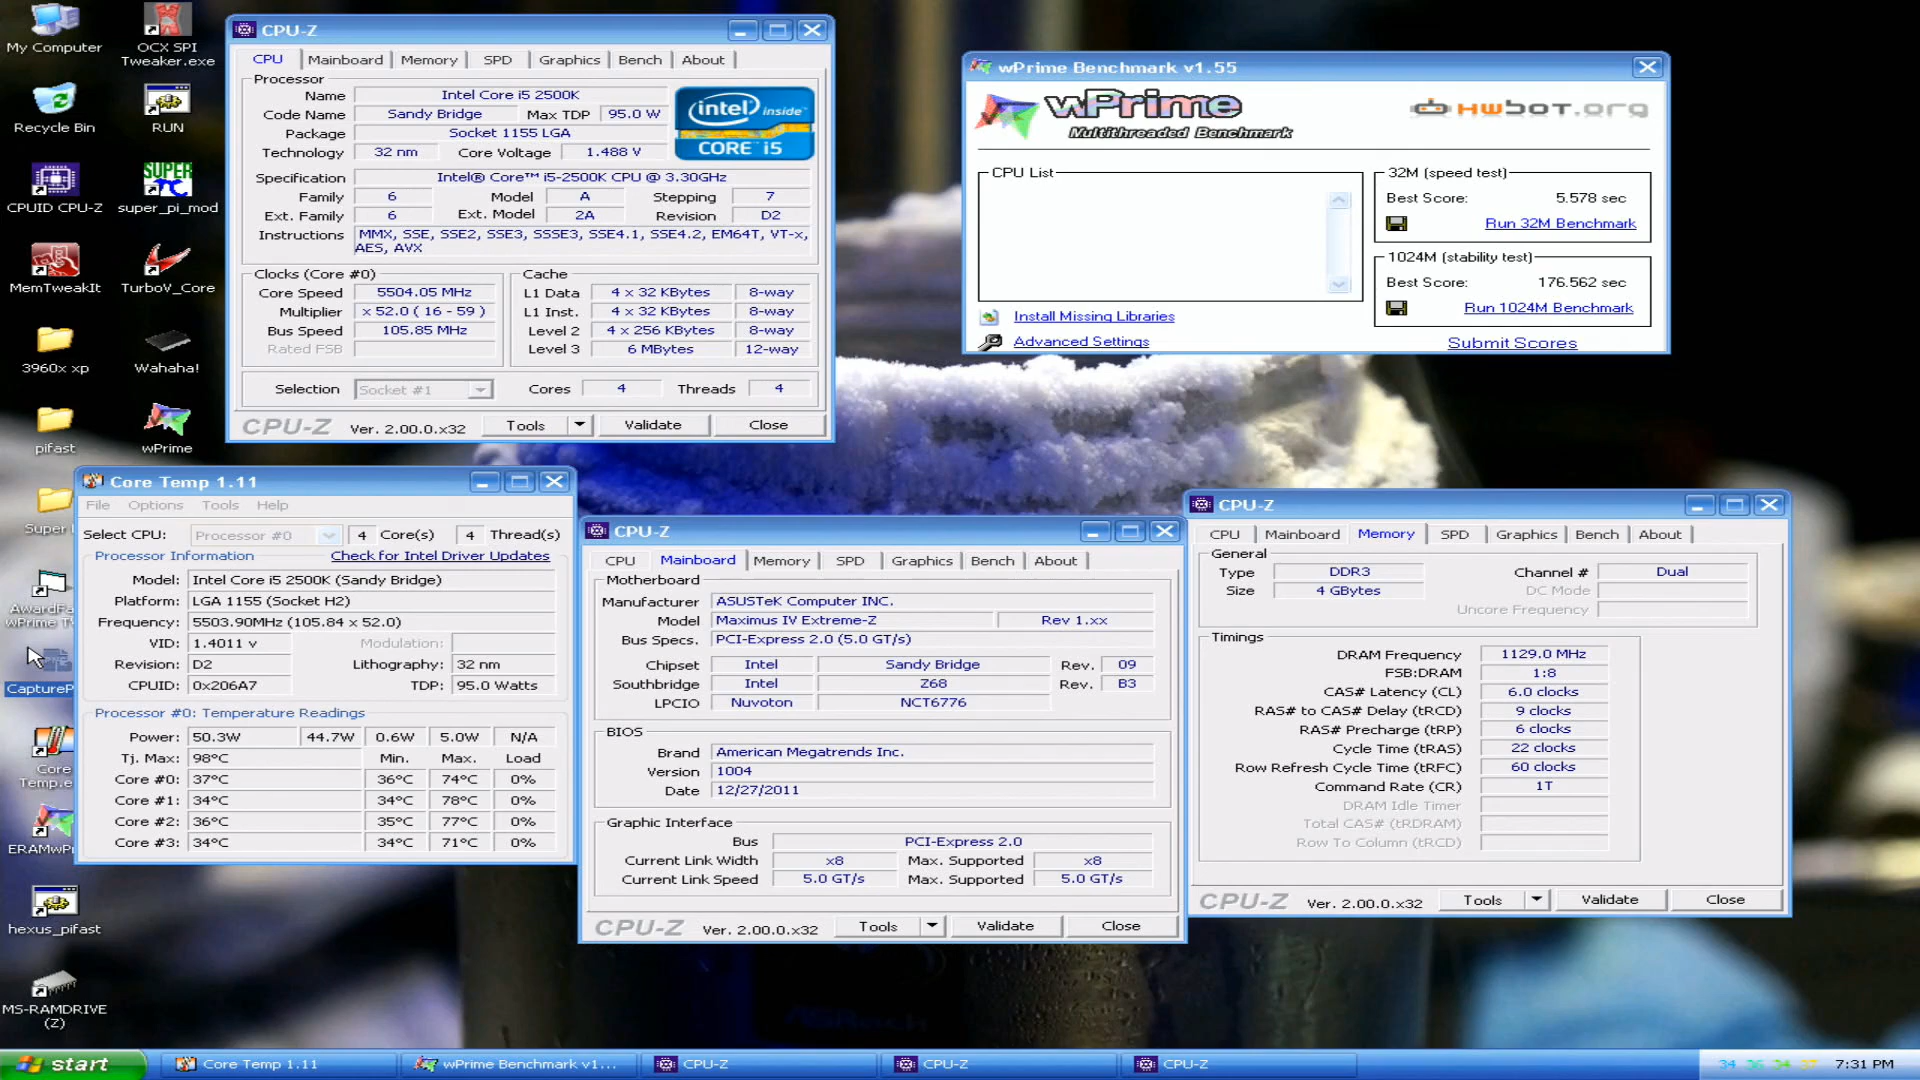 My Computer
OCX SPI
Tweaker.exe
Recycle Bin
RUN
CPUID CPU-Z
super_pi_mod
MemTweakIt
TurboV_Core
3960x xp
Wahaha!
pifast
wPrime
hexus_pifast
MS-RAMDRIVE
(Z)
CPU-Z
CPU Mainboard Memory SPD Graphics Bench About
Processor
Name Intel Core i5 2500K
Code Name Sandy Bridge Max TDP 95.0 W
Package Socket 1155 LGA
Technology 32 nm Core Voltage 1.488 V
intel inside
CORE i5
Specification Intel® Core™ i5-2500K CPU @ 3.30GHz
Family 6 Model A Stepping 7
Ext. Family 6 Ext. Model 2A Revision D2
Instructions MMX, SSE, SSE2, SSE3, SSSE3, SSE4.1, SSE4.2, EM64T, VT-x,
AES, AVX
Clocks (Core #0)
Core Speed 5504.05 MHz
Multiplier x 52.0 ( 16 - 59 )
Bus Speed 105.85 MHz
Rated FSB
Cache
L1 Data 4 x 32 KBytes 8-way
L1 Inst. 4 x 32 KBytes 8-way
Level 2 4 x 256 KBytes 8-way
Level 3 6 MBytes 12-way
Selection Socket #1 Cores 4 Threads 4
CPU-Z Ver. 2.00.0.x32 Tools Validate Close
wPrime Benchmark v1.55
wPrime
Multithreaded Benchmark
HWBOT.ORG
CPU List
32M (speed test)
Best Score: 5.578 sec
Run 32M Benchmark
1024M (stability test)
Best Score: 176.562 sec
Run 1024M Benchmark
Install Missing Libraries
Advanced Settings
Submit Scores
Core Temp 1.11
File Options Tools Help
Select CPU: Processor #0 4 Core(s) 4 Thread(s)
Processor Information Check for Intel Driver Updates
Model: Intel Core i5 2500K (Sandy Bridge)
Platform: LGA 1155 (Socket H2)
Frequency: 5503.90MHz (105.84 x 52.0)
VID: 1.4011 v Modulation:
Revision: D2 Lithography: 32 nm
CPUID: 0x206A7 TDP: 95.0 Watts
Processor #0: Temperature Readings
Power: 50.3W 44.7W 0.6W 5.0W N/A
Tj. Max: 98°C Min. Max. Load
Core #0: 37°C 36°C 74°C 0%
Core #1: 34°C 34°C 78°C 0%
Core #2: 36°C 35°C 77°C 0%
Core #3: 34°C 34°C 71°C 0%
CPU-Z
CPU Mainboard Memory SPD Graphics Bench About
Motherboard
Manufacturer ASUSTeK Computer INC.
Model Maximus IV Extreme-Z Rev 1.xx
Bus Specs. PCI-Express 2.0 (5.0 GT/s)
Chipset Intel Sandy Bridge Rev. 09
Southbridge Intel Z68 Rev. B3
LPCIO Nuvoton NCT6776
BIOS
Brand American Megatrends Inc.
Version 1004
Date 12/27/2011
Graphic Interface
Bus PCI-Express 2.0
Current Link Width x8 Max. Supported x8
Current Link Speed 5.0 GT/s Max. Supported 5.0 GT/s
CPU-Z Ver. 2.00.0.x32 Tools Validate Close
CPU-Z
CPU Mainboard Memory SPD Graphics Bench About
General
Type DDR3 Channel # Dual
Size 4 GBytes DC Mode
Uncore Frequency
Timings
DRAM Frequency 1129.0 MHz
FSB:DRAM 1:8
CAS# Latency (CL) 6.0 clocks
RAS# to CAS# Delay (tRCD) 9 clocks
RAS# Precharge (tRP) 6 clocks
Cycle Time (tRAS) 22 clocks
Row Refresh Cycle Time (tRFC) 60 clocks
Command Rate (CR) 1T
DRAM Idle Timer
Total CAS# (tRDRAM)
Row To Column (tRCD)
CPU-Z Ver. 2.00.0.x32 Tools Validate Close
start Core Temp 1.11 wPrime Benchmark v1... CPU-Z CPU-Z CPU-Z 34 36 34 37 7:31 PM